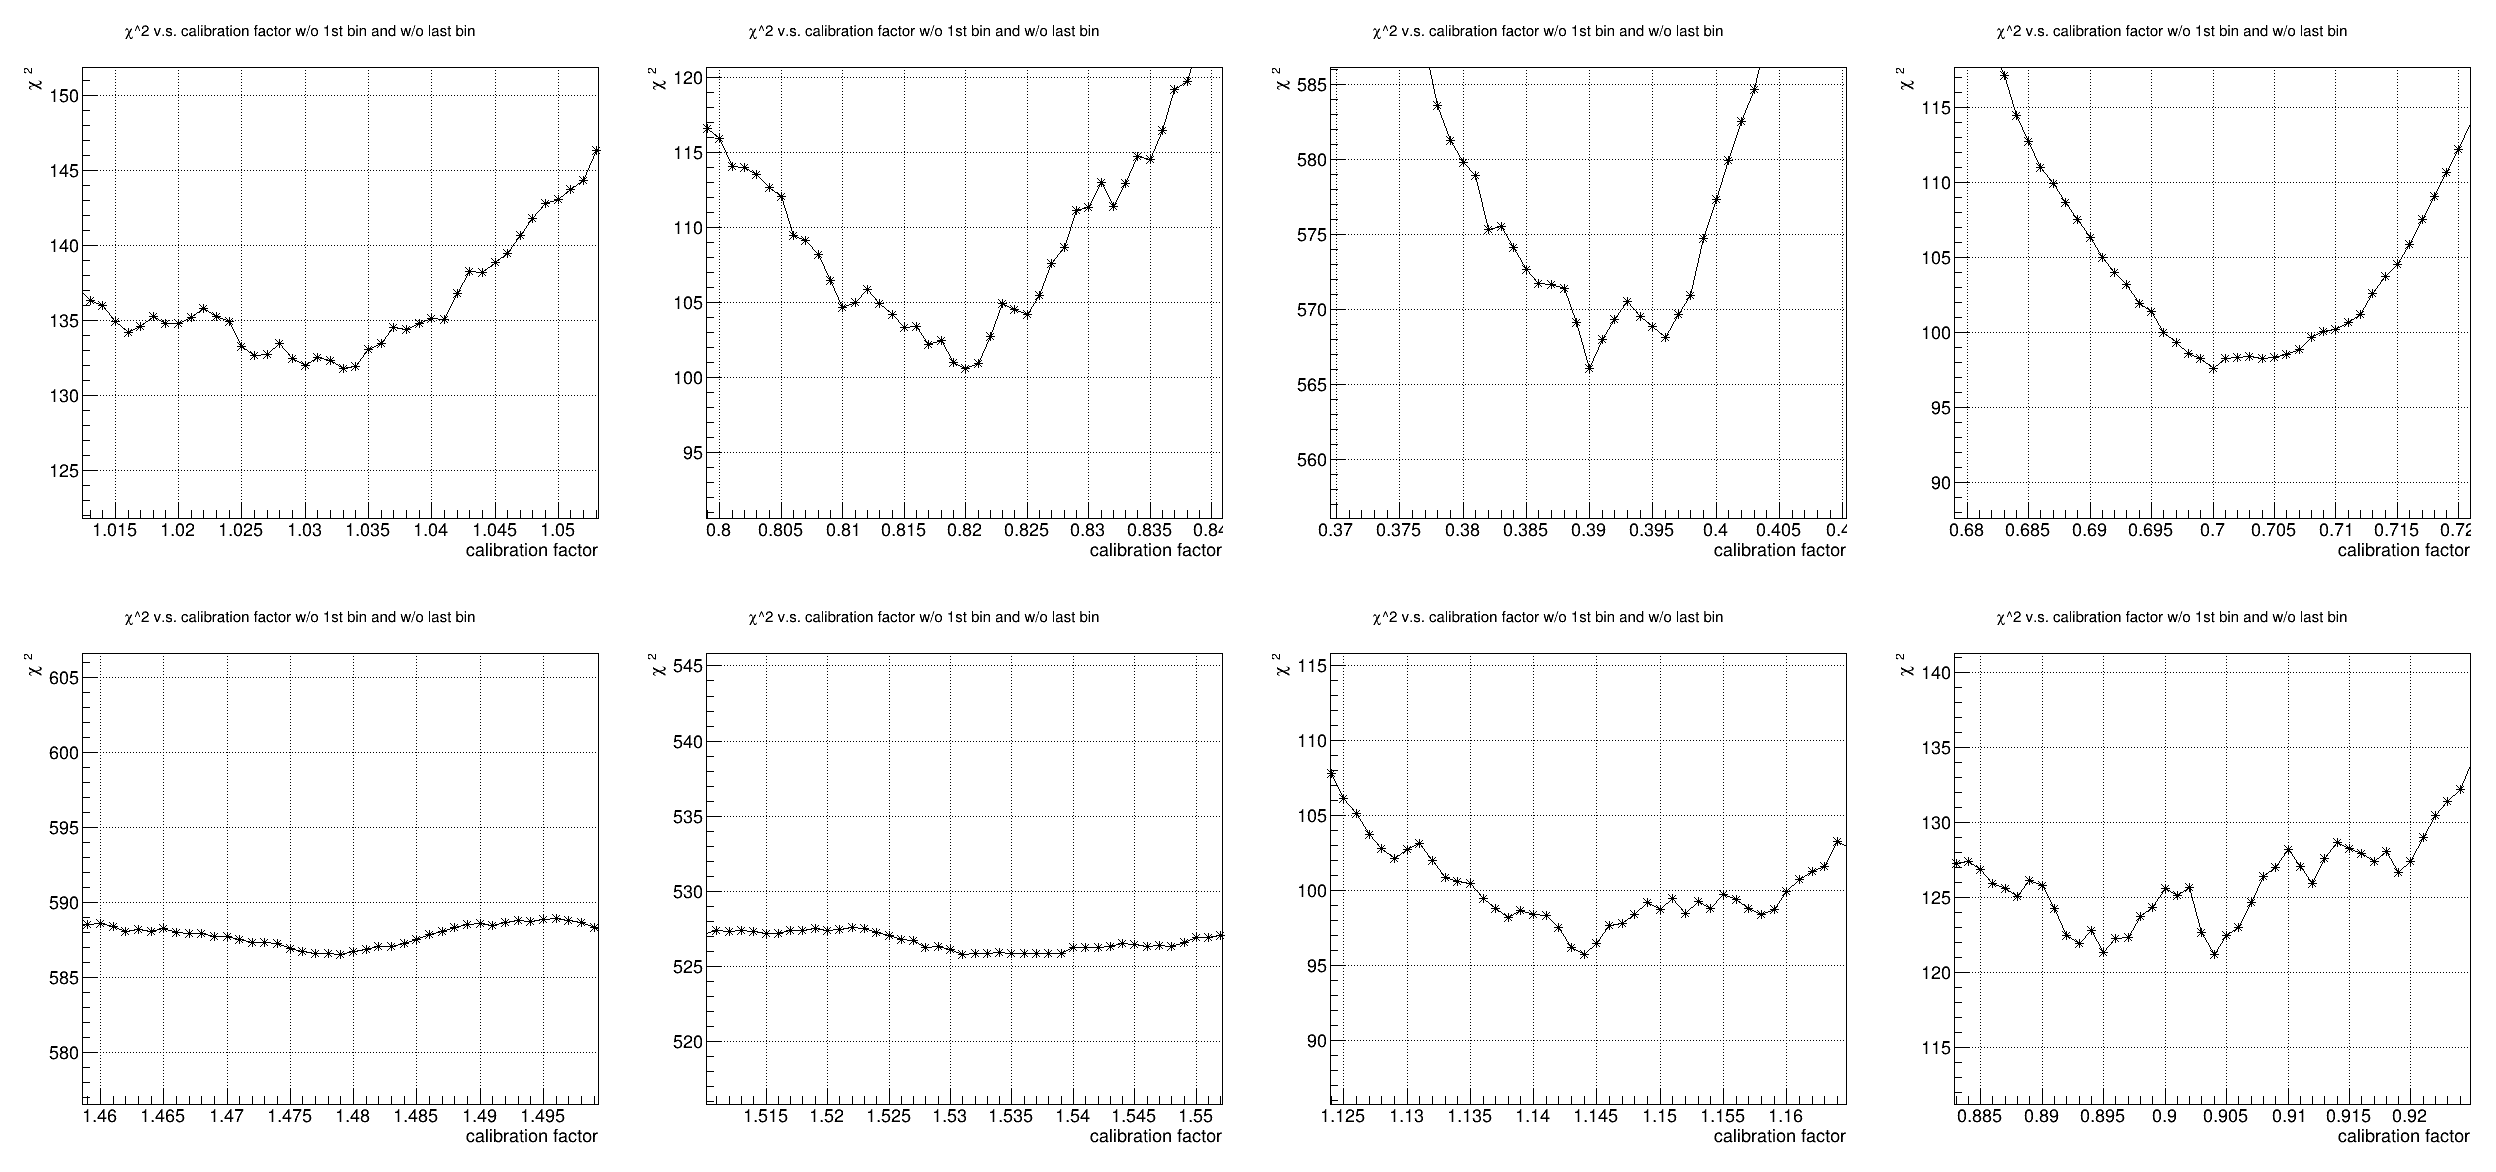 χ^2 v.s. calibration factor w/o 1st bin and w/o last bin
χ 2
150
145
140
135
130
125
1.015 1.02 1.025 1.03 1.035 1.04 1.045 1.05
calibration factor
χ^2 v.s. calibration factor w/o 1st bin and w/o last bin
χ 2
120
115
110
105
100
95
0.8 0.805 0.81 0.815 0.82 0.825 0.83 0.835 0.84
calibration factor
χ^2 v.s. calibration factor w/o 1st bin and w/o last bin
χ 2
585
580
575
570
565
560
0.37 0.375 0.38 0.385 0.39 0.395 0.4 0.405
calibration factor
χ^2 v.s. calibration factor w/o 1st bin and w/o last bin
χ 2
115
110
105
100
95
90
0.68 0.685 0.69 0.695 0.7 0.705 0.71 0.715 0.72
calibration factor
χ^2 v.s. calibration factor w/o 1st bin and w/o last bin
χ 2
605
600
595
590
585
580
1.46 1.465 1.47 1.475 1.48 1.485 1.49 1.495
calibration factor
χ^2 v.s. calibration factor w/o 1st bin and w/o last bin
χ 2
545
540
535
530
525
520
1.515 1.52 1.525 1.53 1.535 1.54 1.545 1.55
calibration factor
χ^2 v.s. calibration factor w/o 1st bin and w/o last bin
χ 2
115
110
105
100
95
90
1.125 1.13 1.135 1.14 1.145 1.15 1.155 1.16
calibration factor
χ^2 v.s. calibration factor w/o 1st bin and w/o last bin
χ 2
140
135
130
125
120
115
0.885 0.89 0.895 0.9 0.905 0.91 0.915 0.92
calibration factor